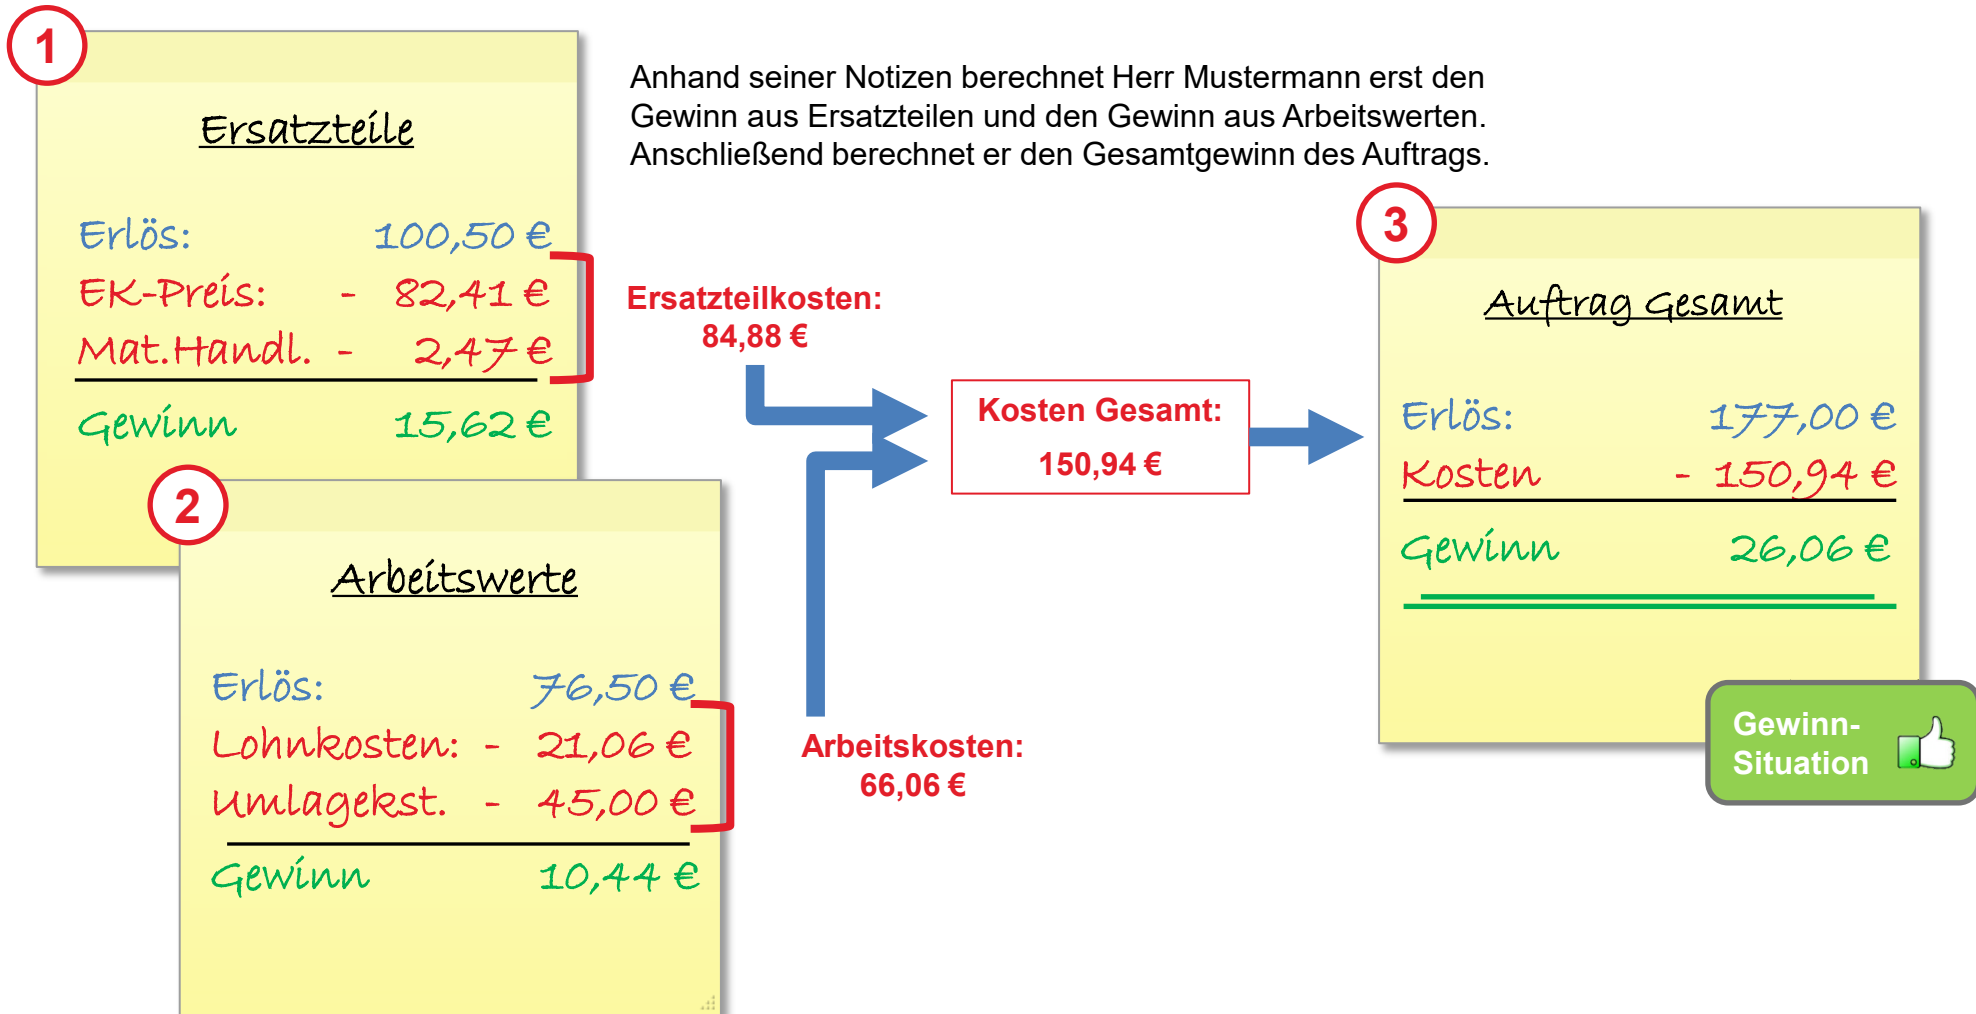 1
Ersatzteile
Erlös: 100,50 €
EK-Preis: - 82,41 €
Mat.Handl. - 2,47 €
Gewinn 15,62 €
Anhand seiner Notizen berechnet Herr Mustermann erst den
Gewinn aus Ersatzteilen und den Gewinn aus Arbeitswerten.
Anschließend berechnet er den Gesamtgewinn des Auftrags.
2
Arbeitswerte
Erlös: 76,50 €
Lohnkosten: - 21,06 €
Umlagekst. - 45,00 €
Gewinn 10,44 €
Ersatzteilkosten:
84,88 €
Arbeitskosten:
66,06 €
Kosten Gesamt:
150,94 €
3
Auftrag Gesamt
Erlös: 177,00 €
Kosten - 150,94 €
Gewinn 26,06 €
Gewinn-
Situation